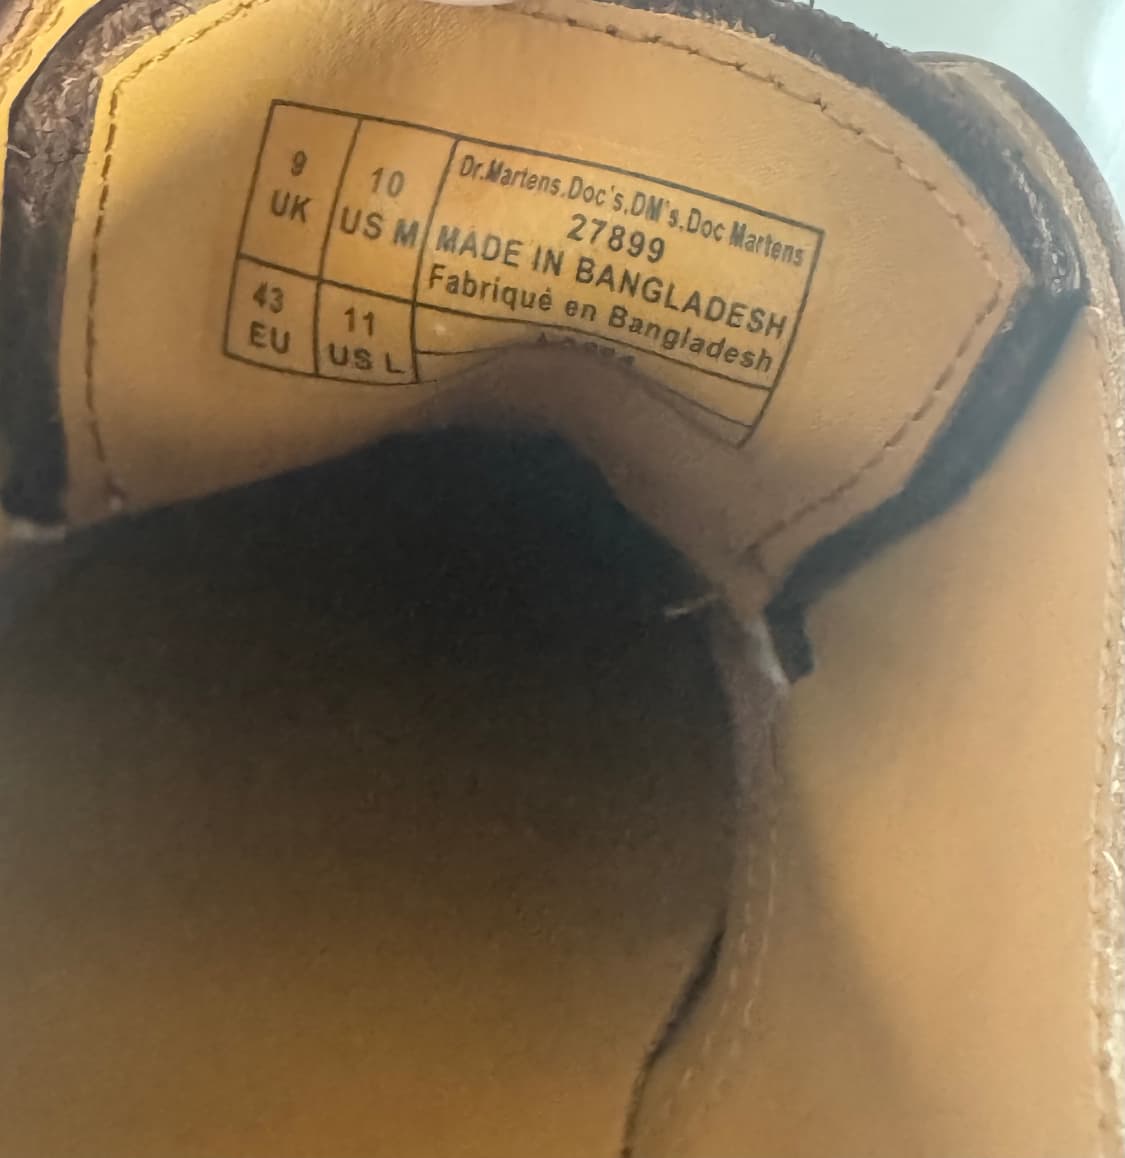 9
UK
10
US M
43
EU
11
US L
Dr.Martens.Doc's.DM's.Doc Martens
27899
MADE IN BANGLADESH
Fabriqué en Bangladesh